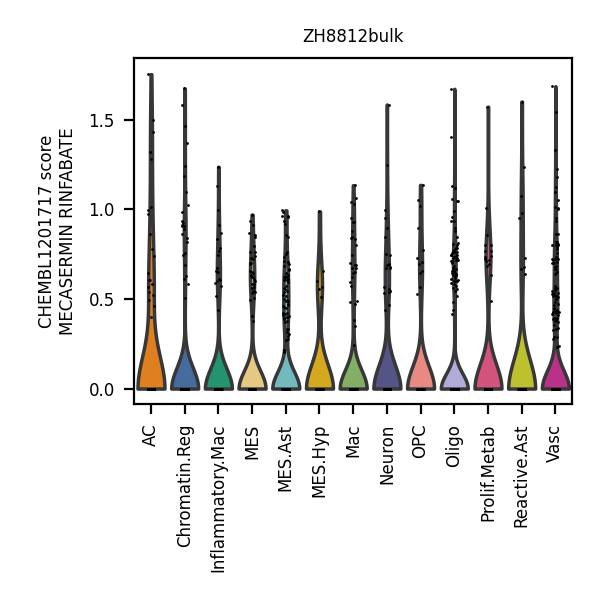 ZH8812bulk
CHEMBL1201717 score
MECASERMIN RINFABATE
1.5
1.0
0.5
0.0
AC
Chromatin.Reg
Inflammatory.Mac
MES
MES.Ast
MES.Hyp
Mac
Neuron
OPC
Oligo
Prolif.Metab
Reactive.Ast
Vasc